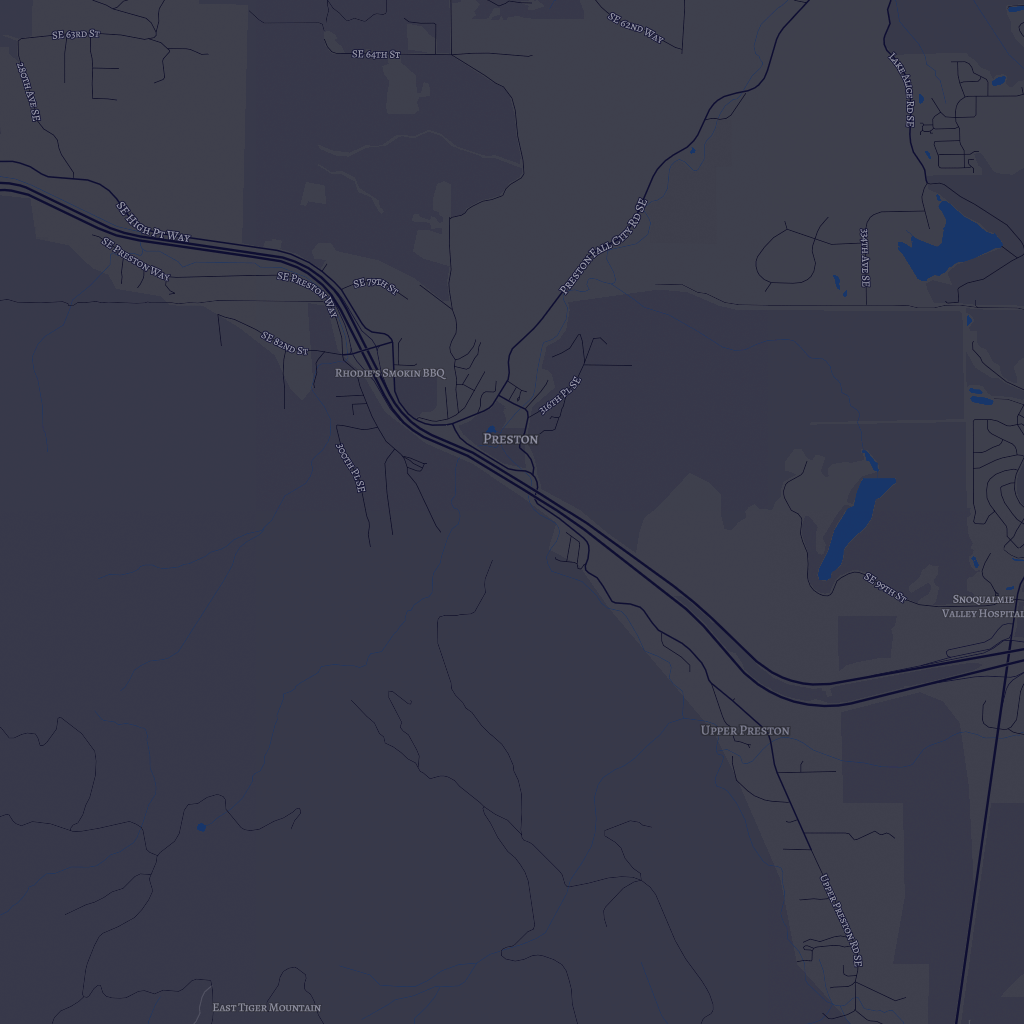 SE 62nd Way
SE 63rd St
SE 64th St
280th Ave SE
Lake Alice Rd SE
SE High Pt Way
Preston Fall City Rd SE
SE Preston Way
334th Ave SE
SE Preston Way
SE 79th St
SE 82nd St
Rhodie's Smokin BBQ
316th Pl SE
Preston
300th Pl SE
SE 99th St
Snoqualmie
Valley Hospital
Upper Preston
Upper Preston Rd SE
East Tiger Mountain